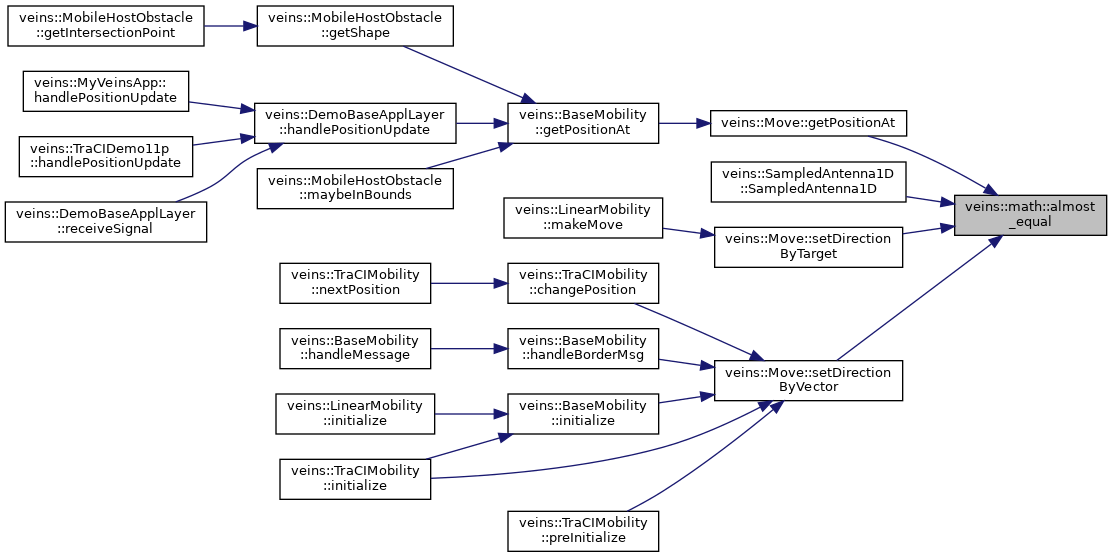 veins::MobileHostObstacle
::getIntersectionPoint
veins::MobileHostObstacle
::getShape
veins::MyVeinsApp::
handlePositionUpdate
veins::TraCIDemo11p
::handlePositionUpdate
veins::DemoBaseApplLayer
::receiveSignal
veins::DemoBaseApplLayer
::handlePositionUpdate
veins::MobileHostObstacle
::maybeInBounds
veins::BaseMobility
::getPositionAt
veins::Move::getPositionAt
veins::SampledAntenna1D
::SampledAntenna1D
veins::math::almost
_equal
veins::LinearMobility
::makeMove
veins::Move::setDirection
ByTarget
veins::TraCIMobility
::nextPosition
veins::TraCIMobility
::changePosition
veins::BaseMobility
::handleMessage
veins::BaseMobility
::handleBorderMsg
veins::Move::setDirection
ByVector
veins::LinearMobility
::initialize
veins::BaseMobility
::initialize
veins::TraCIMobility
::initialize
veins::TraCIMobility
::preInitialize